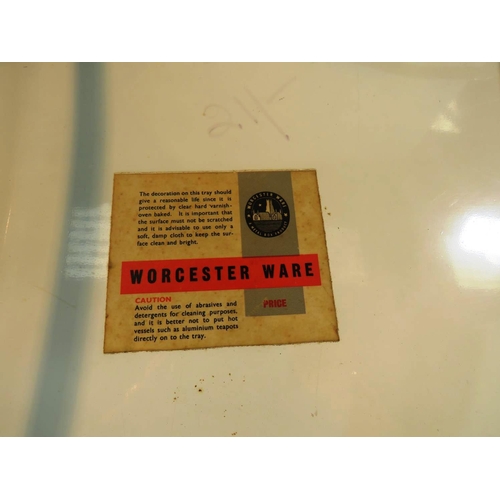 The decoration on this tray should
give a reasonable life since it is
protected by clear hard varnish-
oven baked. It is important that
the surface must not be scratched
and it is advisable to use only a
soft, damp cloth to keep the sur-
face clean and bright.
WORCESTER WARE
WORCESTER WARE
CAUTION
Avoid the use of abrasives and
detergents for cleaning purposes,
and it is better not to put hot
vessels such as aluminium teapots
directly on to the tray.
PRICE